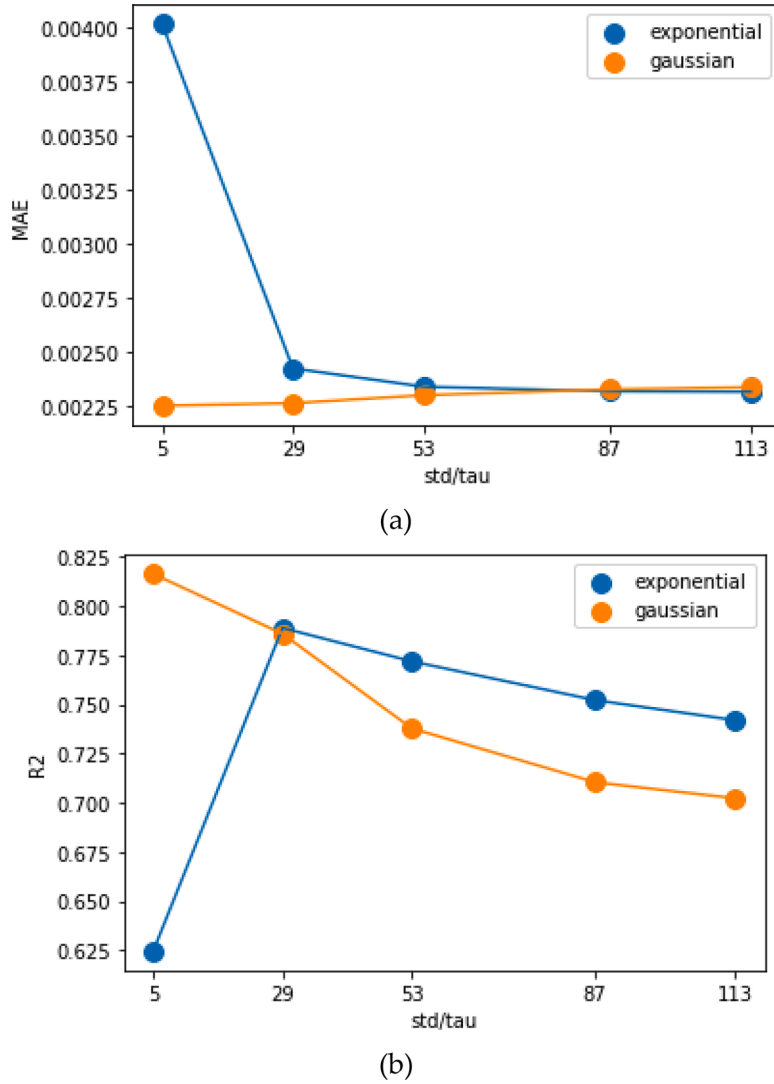 0.00400
0.00375
0.00350
0.00325
0.00300
0.00275
0.00250
0.00225
MAE
exponential
gaussian
5 29 53 87 113
std/tau
(a)
0.825
0.800
0.775
0.750
0.725
0.700
0.675
0.650
0.625
R2
exponential
gaussian
5 29 53 87 113
std/tau
(b)